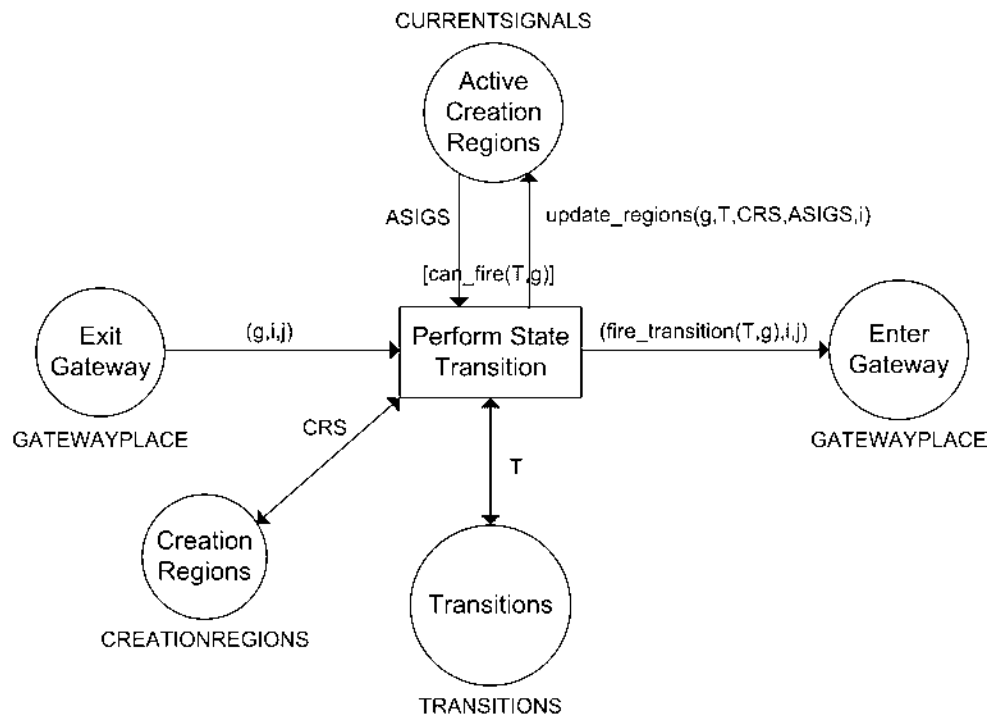 CURRENTSIGNALS
Active
Creation
Regions
ASIGS
update_regions(g,T,CRS,ASIGS,i)
[can_fire(T,g)]
Exit
Gateway
(g,i,j)
Perform State
Transition
(fire_transition(T,g),i,j)
Enter
Gateway
GATEWAYPLACE
GATEWAYPLACE
CRS
T
Creation
Regions
CREATIONREGIONS
Transitions
TRANSITIONS